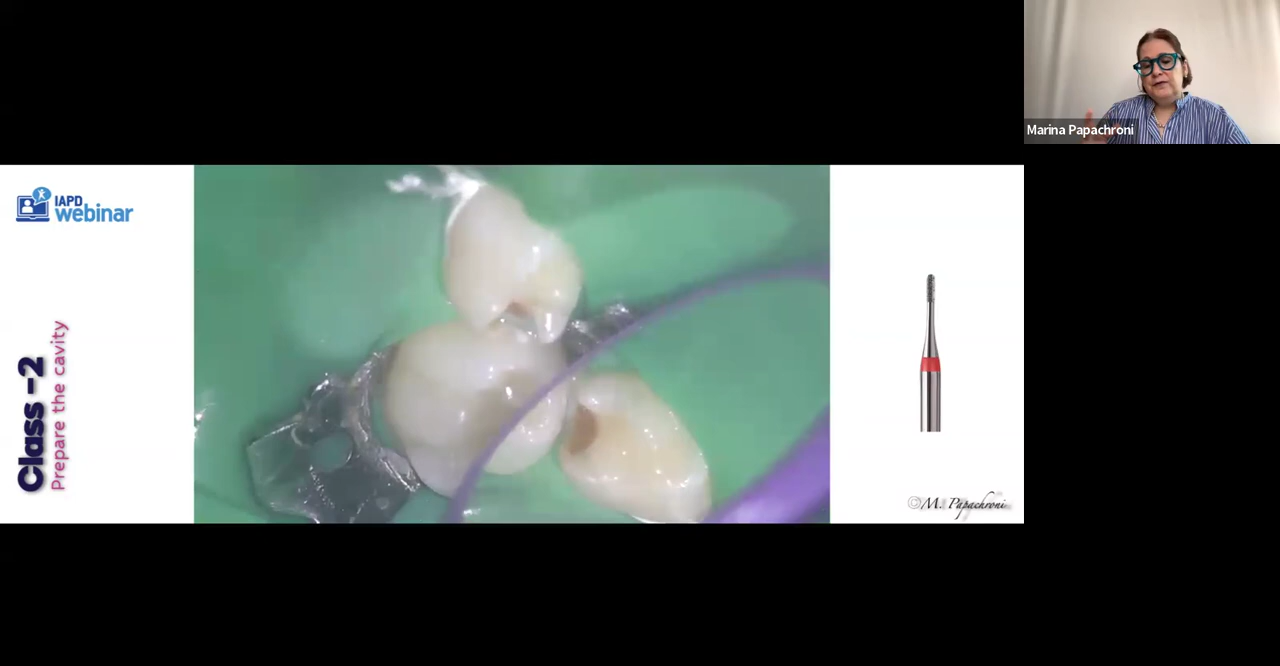 Marina Papachroni
IAPD
webinar
Class -2
Prepare the cavity
©M. Papachroni